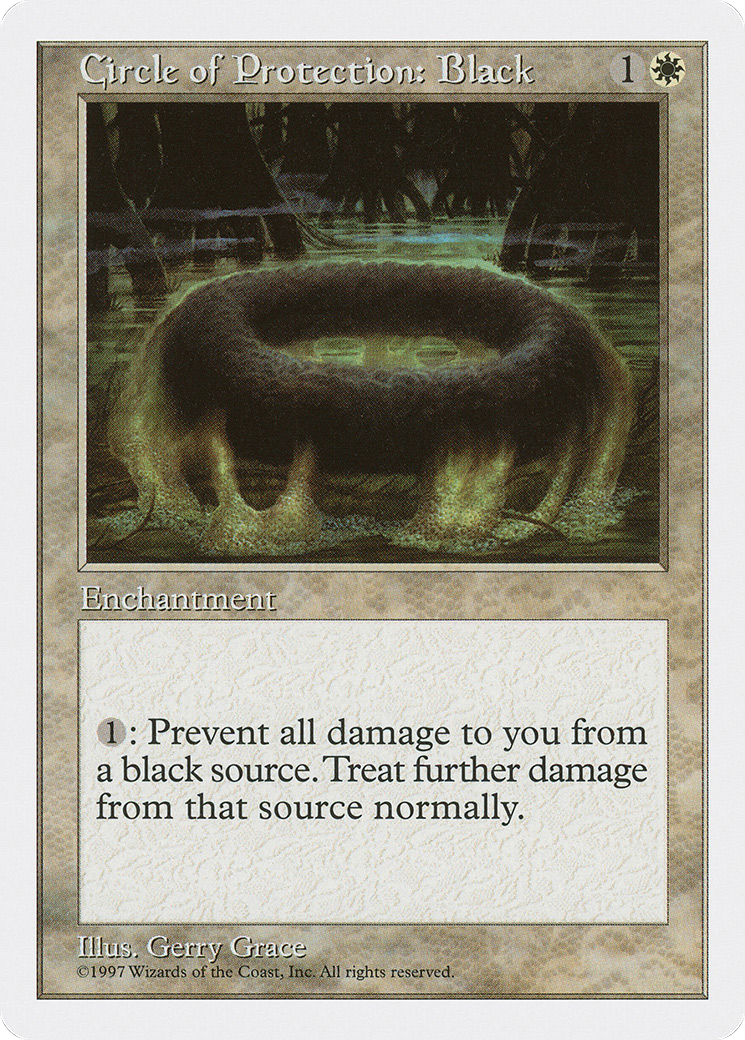 Circle of Protection: Black 1
Enchantment
1: Prevent all damage to you from
a black source. Treat further damage
from that source normally.
Illus. Gerry Grace
©1997 Wizards of the Coast, Inc. All rights reserved.